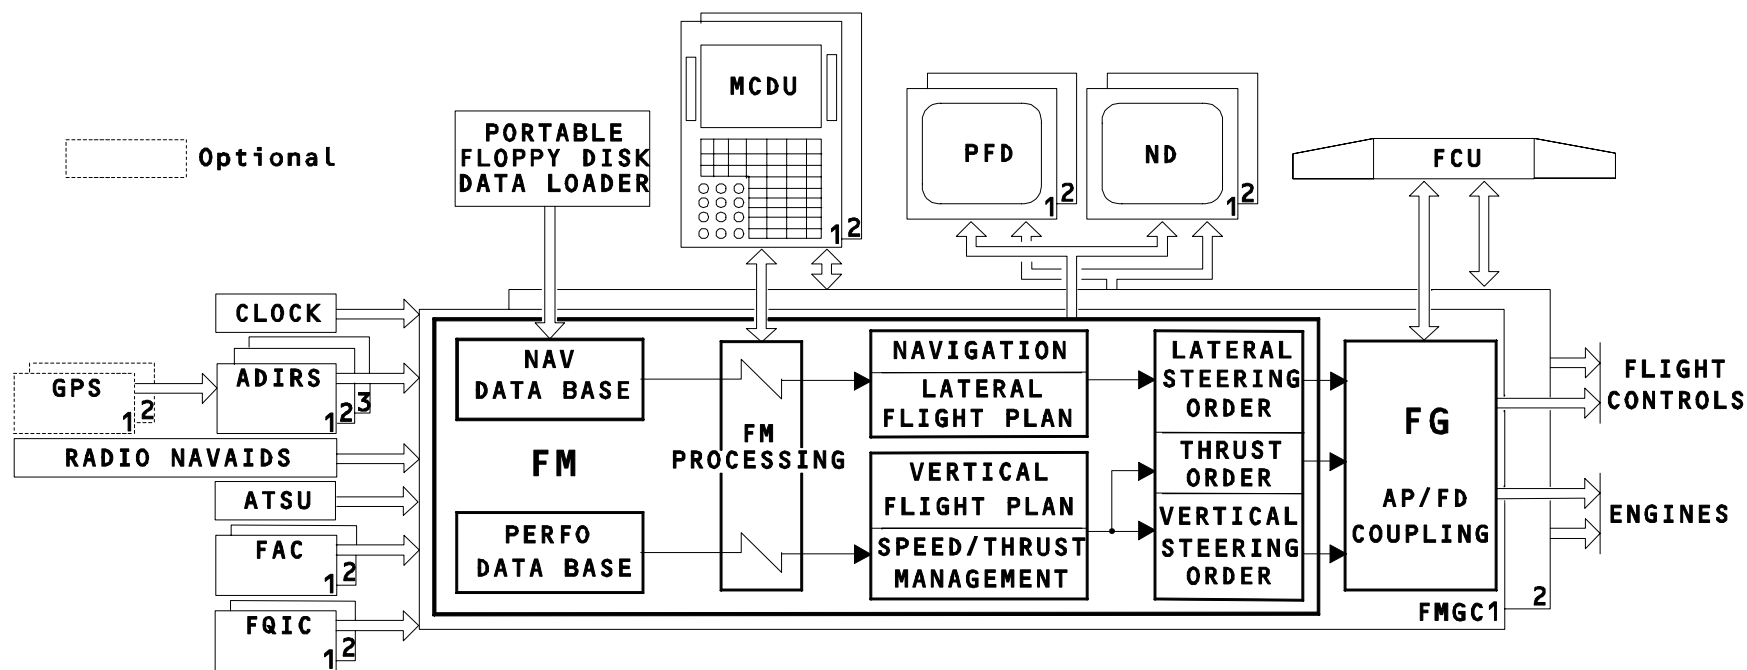 MCDU
1 2
PORTABLE
FLOPPY DISK
DATA LOADER
Optional
PFD
1 2
ND
1 2
FCU
CLOCK
GPS
1 2
ADIRS
1 2 3
RADIO NAVAIDS
ATSU
FAC
1 2
FQIC
1 2
NAV
DATA BASE
FM
PERFO
DATA BASE
FM
PROCESSING
NAVIGATION
LATERAL
FLIGHT PLAN
VERTICAL
FLIGHT PLAN
SPEED/THRUST
MANAGEMENT
LATERAL
STEERING
ORDER
THRUST
ORDER
VERTICAL
STEERING
ORDER
FG
AP/FD
COUPLING
FMGC1
2
FLIGHT
CONTROLS
ENGINES